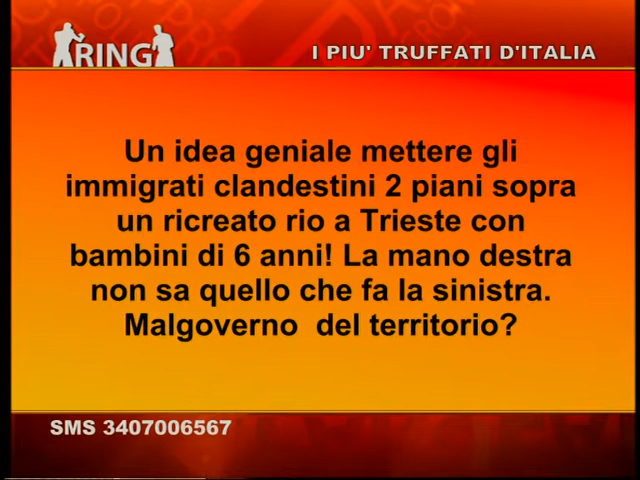 RING
I PIU' TRUFFATI D'ITALIA
Un idea geniale mettere gli
immigrati clandestini 2 piani sopra
un ricreato rio a Trieste con
bambini di 6 anni! La mano destra
non sa quello che fa la sinistra.
Malgoverno  del territorio?
SMS 3407006567